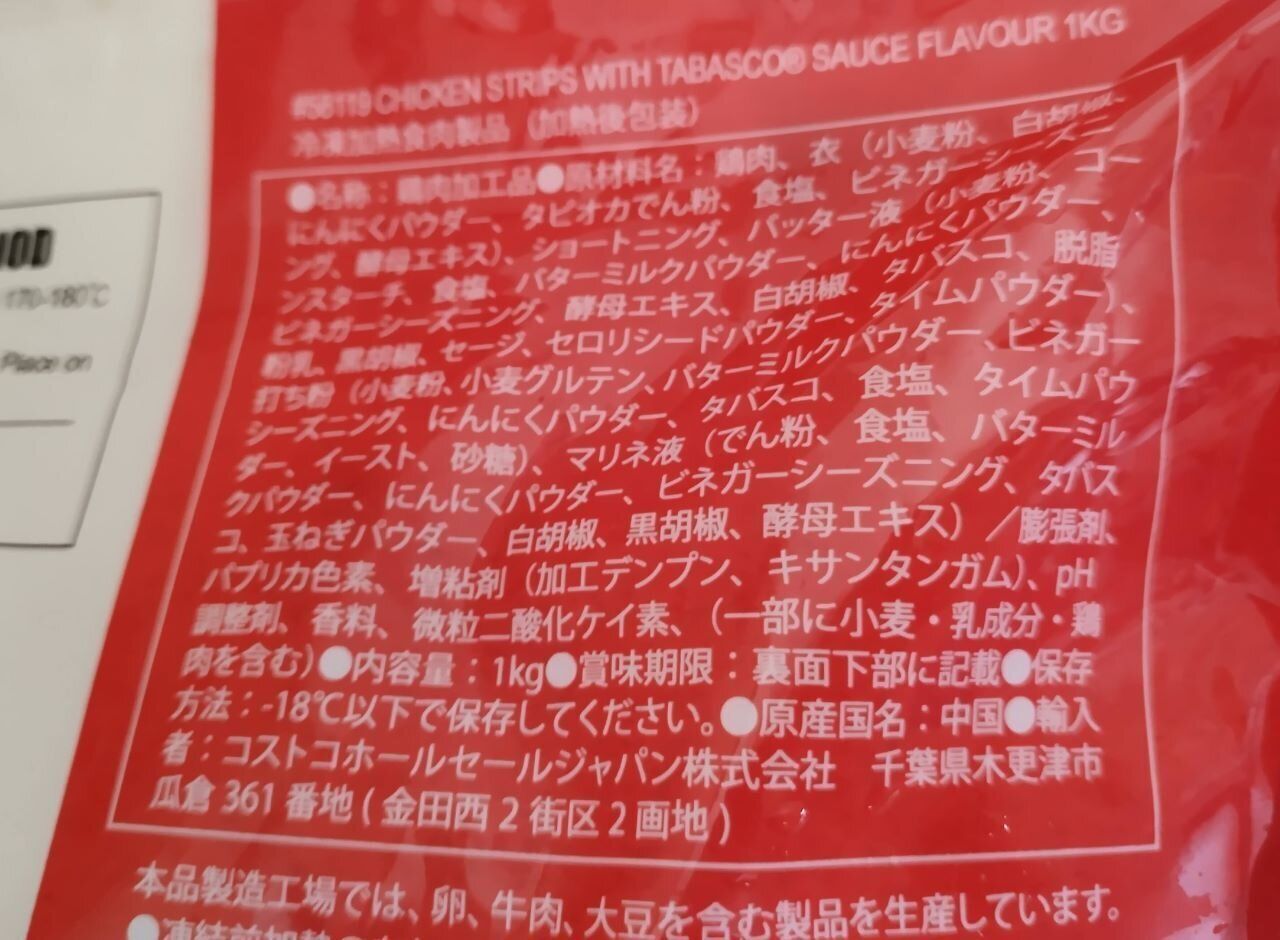 #58119 CHICKEN STRIPS WITH TABASCO® SAUCE FLAVOUR 1KG
冷凍加熱食肉製品（加熱後包装）
●名称：鶏肉加工品●原材料名：鶏肉、衣（小麦粉、白胡椒、
にんにくパウダー、タピオカでん粉、食塩、ビネガーシーズニ
ング、酵母エキス）、ショートニング、バッター液（小麦粉、コー
ンスターチ、食塩、バターミルクパウダー、にんにくパウダー、
ビネガーシーズニング、酵母エキス、白胡椒、タバスコ、脱脂
粉乳、黒胡椒、セージ、セロリシードパウダー、タイムパウダー）、
打ち粉（小麦粉、小麦グルテン、バターミルクパウダー、ビネガー
シーズニング、にんにくパウダー、タバスコ、食塩、タイムパウ
ダー、イースト、砂糖）、マリネ液（でん粉、食塩、バターミル
クパウダー、にんにくパウダー、ビネガーシーズニング、タバス
コ、玉ねぎパウダー、白胡椒、黒胡椒、酵母エキス）／膨張剤、
パプリカ色素、増粘剤（加工デンプン、キサンタンガム）、pH
調整剤、香料、微粒二酸化ケイ素、（一部に小麦・乳成分・鶏
肉を含む）●内容量：1kg●賞味期限：裏面下部に記載●保存
方法：-18℃以下で保存してください。●原産国名：中国●輸入
者：コストコホールセールジャパン株式会社　千葉県木更津市
瓜倉 361 番地 ( 金田西 2 街区 2 画地 )
本品製造工場では、卵、牛肉、大豆を含む製品を生産しています。
170-180℃
Place on